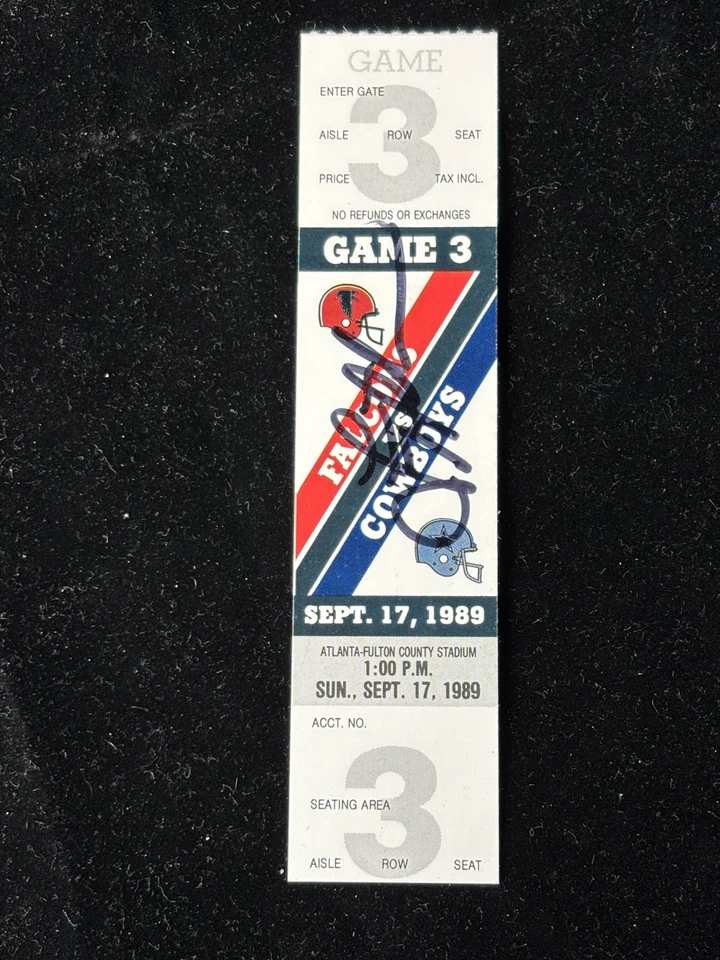 GAME
3
ENTER GATE
AISLE ROW SEAT
PRICE TAX INCL.
NO REFUNDS OR EXCHANGES
GAME 3
FALCONS
VS
COWBOYS
SEPT. 17, 1989
ATLANTA-FULTON COUNTY STADIUM
1:00 P.M.
SUN., SEPT. 17, 1989
ACCT. NO.
3
SEATING AREA
AISLE ROW SEAT